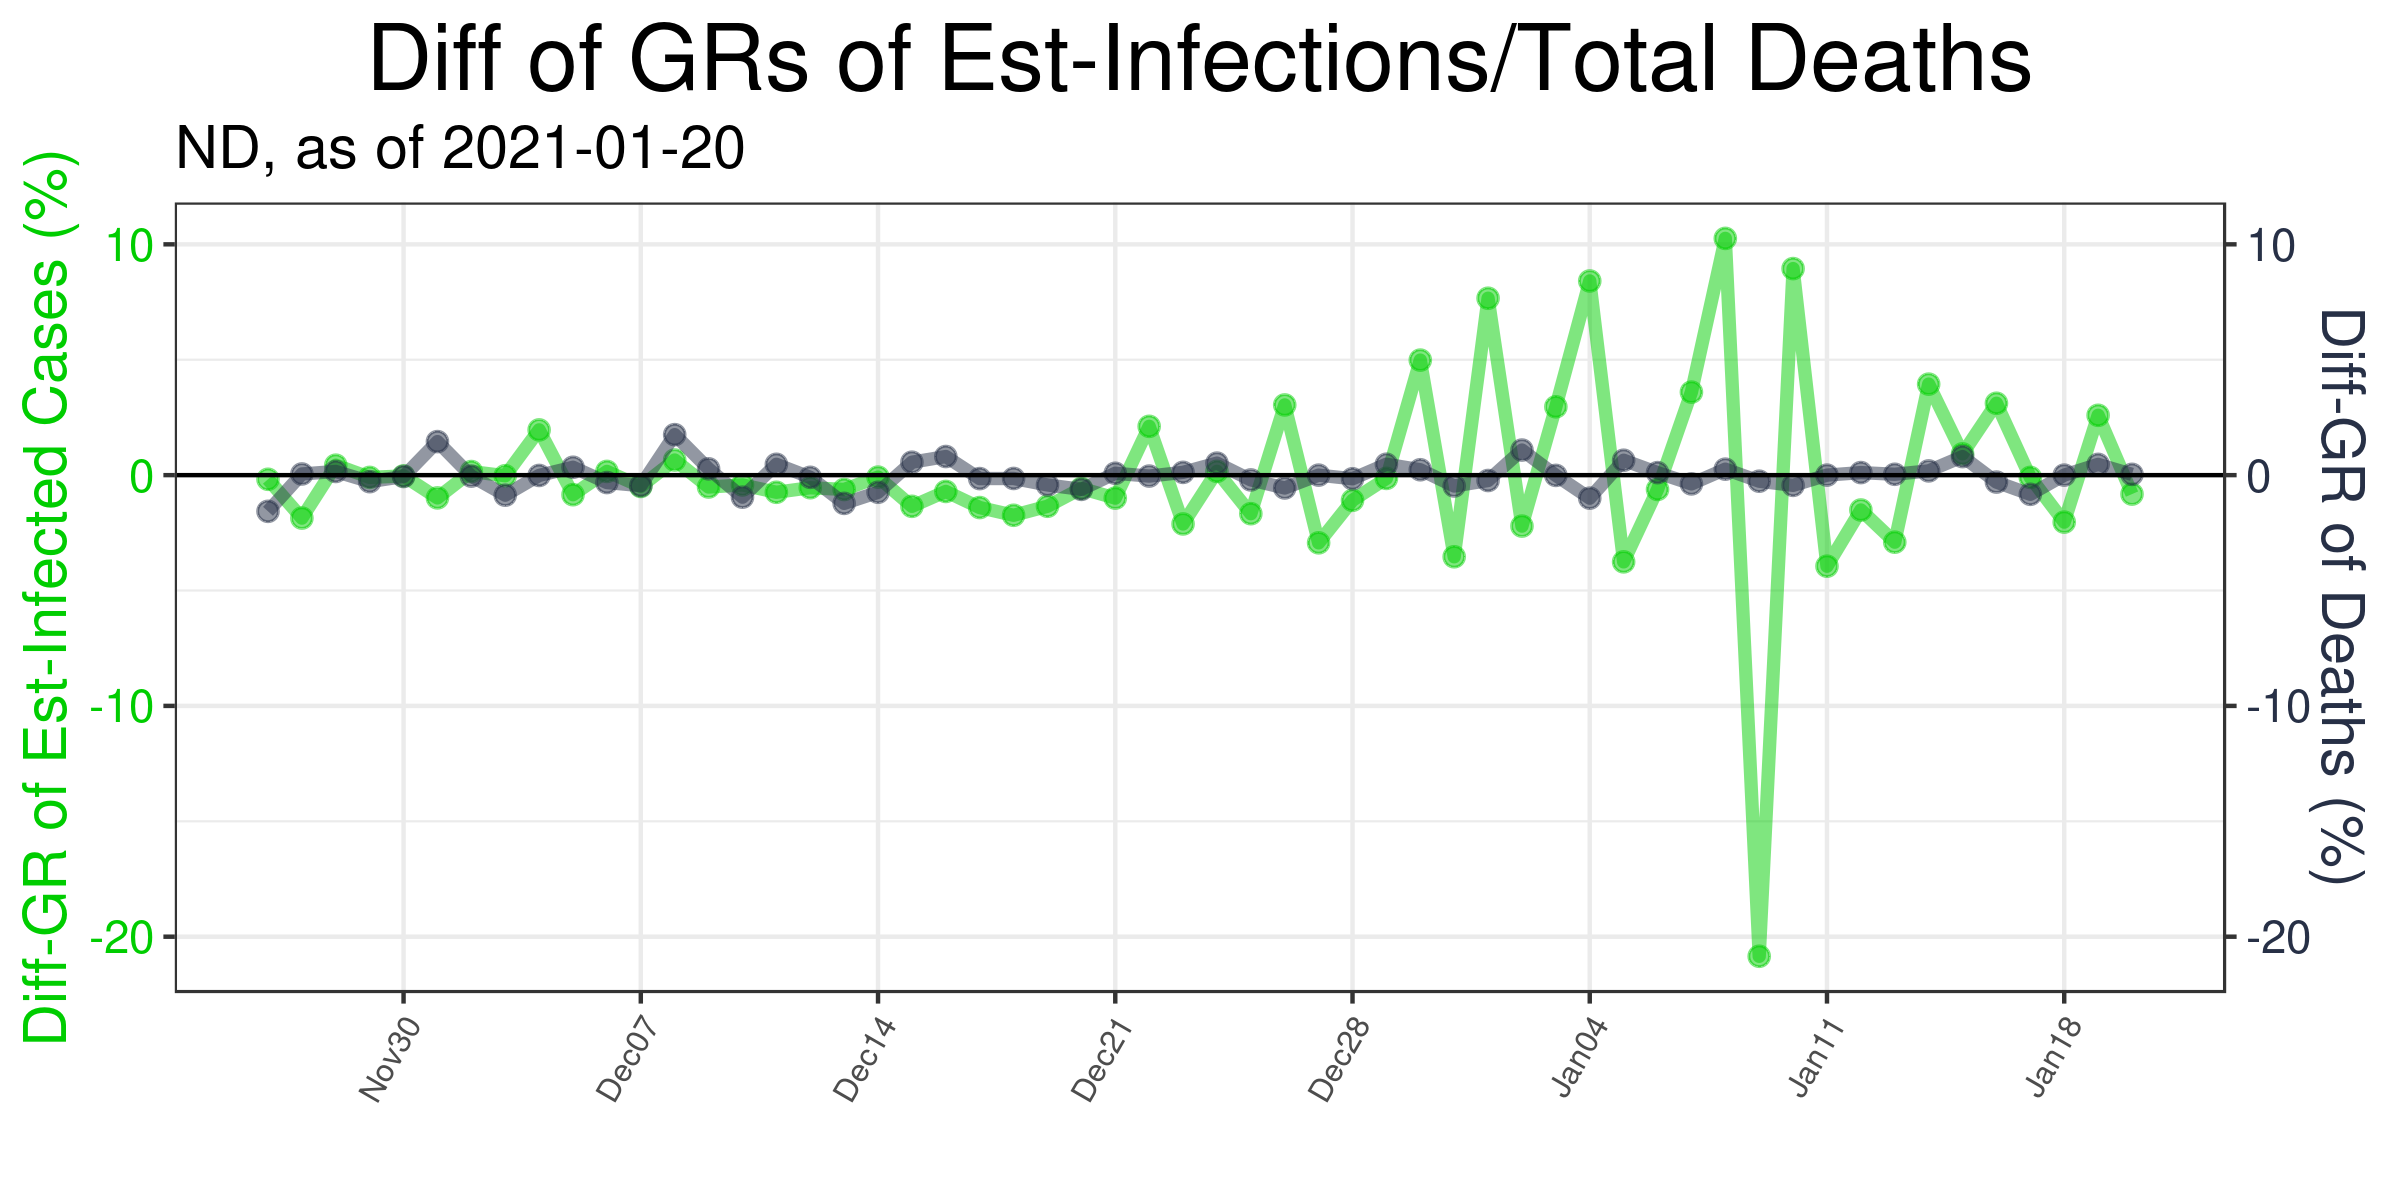 Diff of GRs of Est-Infections/Total Deaths
ND, as of 2021-01-20
Diff-GR of Est-Infected Cases (%)
10
0
-10
-20
10
0
-10
-20
Diff-GR of Deaths (%)
Nov30
Dec07
Dec14
Dec21
Dec28
Jan04
Jan11
Jan18